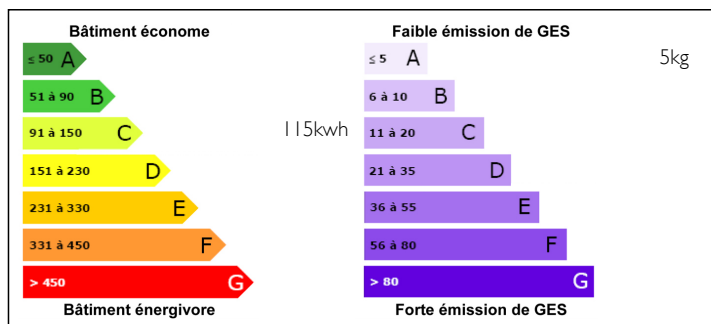 Bâtiment économe
≤ 50 A
51 à 90 B
91 à 150 C
151 à 230 D
231 à 330 E
331 à 450 F
> 450 G
Bâtiment énergivore
115kwh
Faible émission de GES
≤ 5 A
6 à 10 B
11 à 20 C
21 à 35 D
36 à 55 E
56 à 80 F
> 80 G
Forte émission de GES
5kg